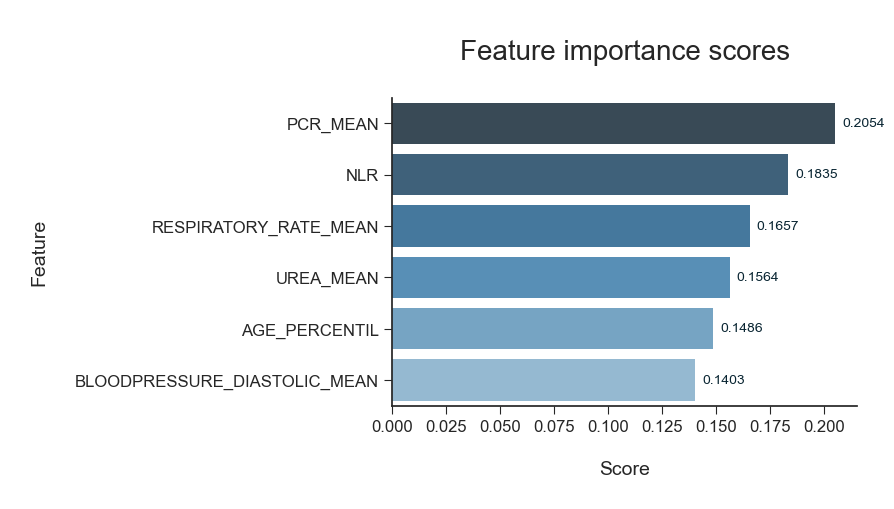 Feature importance scores
Feature
PCR_MEAN 0.2054
NLR 0.1835
RESPIRATORY_RATE_MEAN 0.1657
UREA_MEAN 0.1564
AGE_PERCENTIL 0.1486
BLOODPRESSURE_DIASTOLIC_MEAN 0.1403
0.000 0.025 0.050 0.075 0.100 0.125 0.150 0.175 0.200
Score